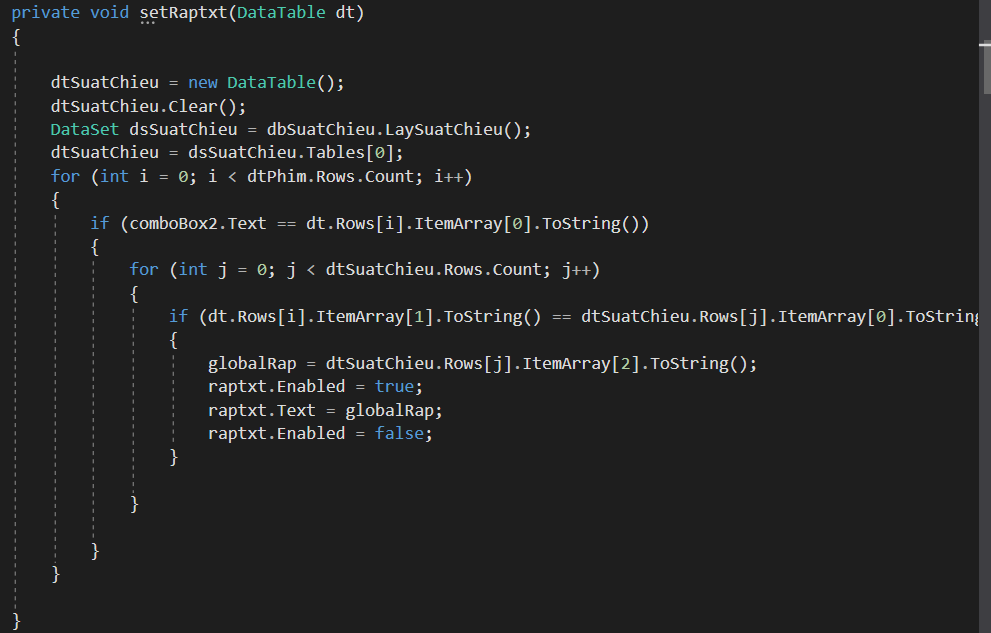 private void setRaptxt(DataTable dt)
{
dtSuatChieu = new DataTable();
dtSuatChieu.Clear();
DataSet dsSuatChieu = dbSuatChieu.LaySuatChieu();
dtSuatChieu = dsSuatChieu.Tables[0];
for (int i = 0; i < dtPhim.Rows.Count; i++)
{
if (comboBox2.Text == dt.Rows[i].ItemArray[0].ToString())
{
for (int j = 0; j < dtSuatChieu.Rows.Count; j++)
{
if (dt.Rows[i].ItemArray[1].ToString() == dtSuatChieu.Rows[j].ItemArray[0].ToString
{
globalRap = dtSuatChieu.Rows[j].ItemArray[2].ToString();
raptxt.Enabled = true;
raptxt.Text = globalRap;
raptxt.Enabled = false;
}
}
}
}
}